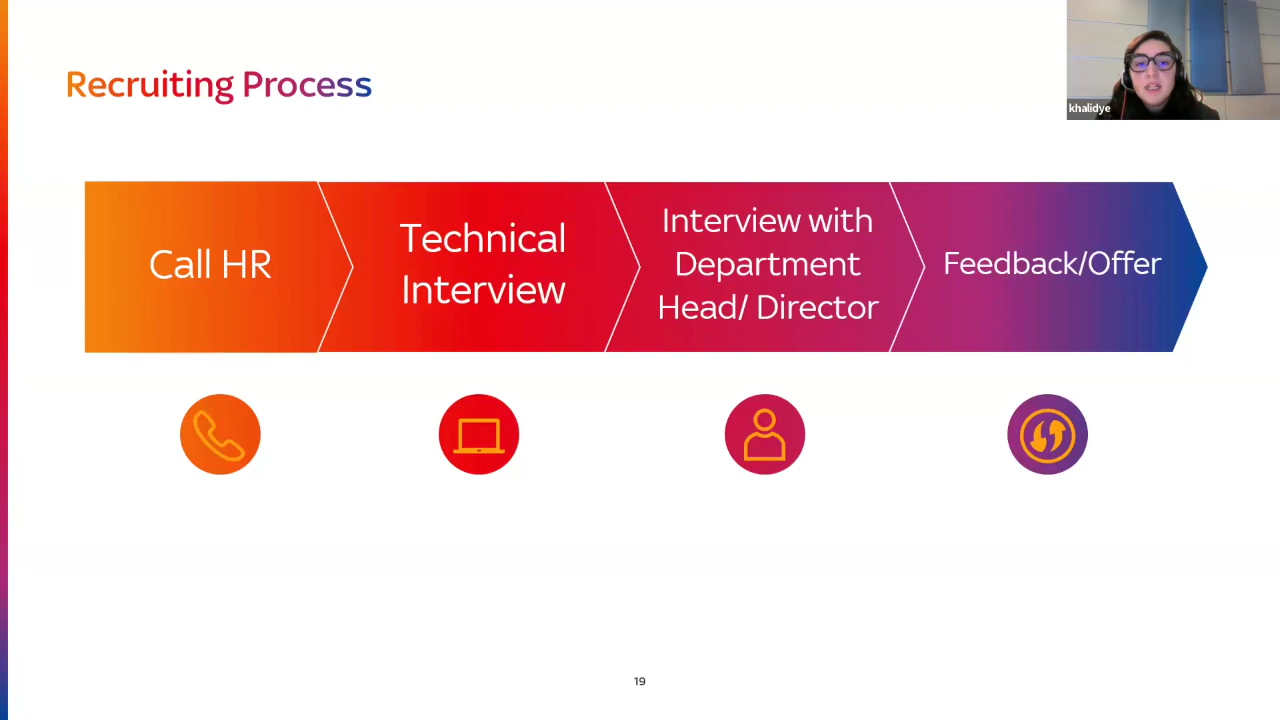 Recruiting Process
khalidye
Call HR
Technical
Interview
Interview with
Department
Head/ Director
Feedback/Offer
19